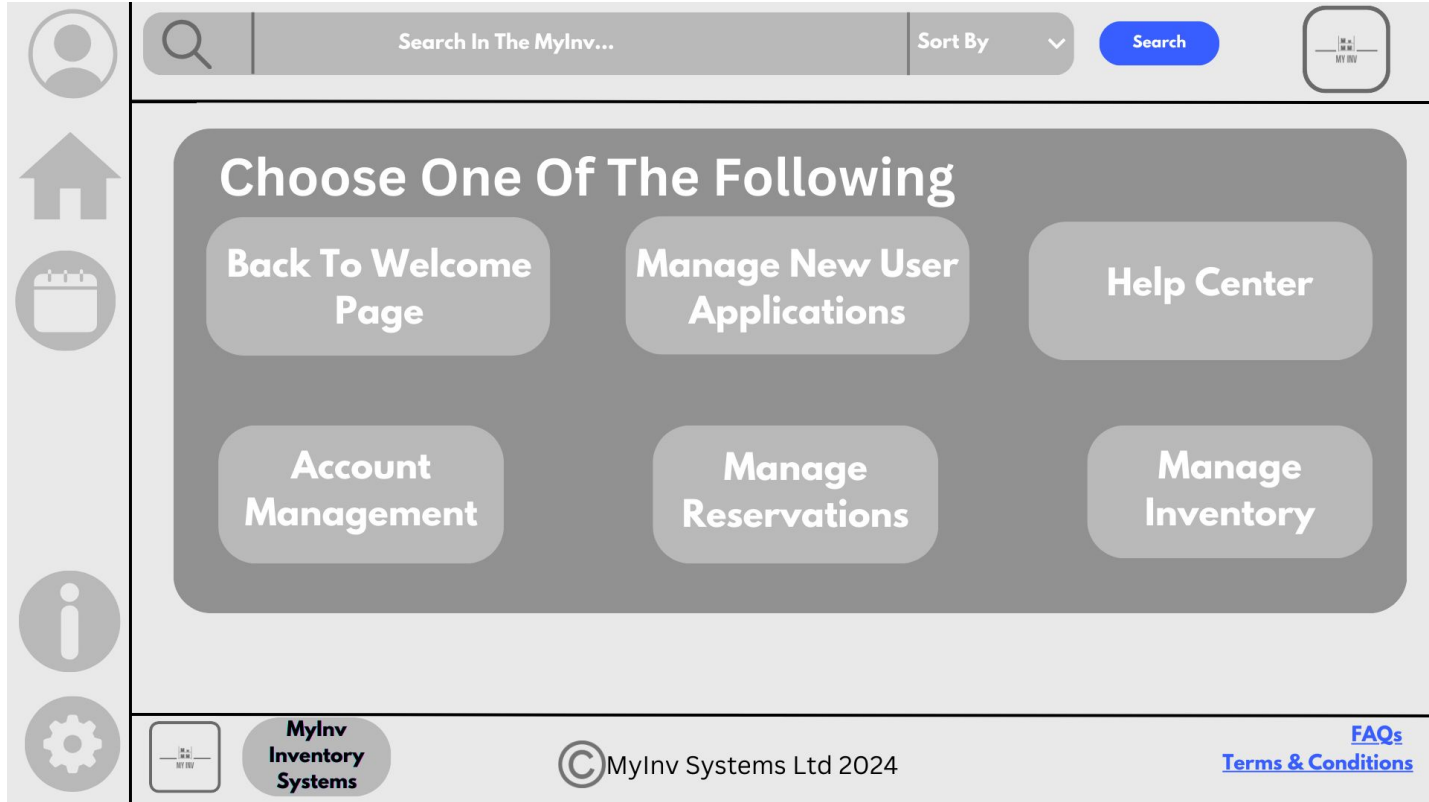 Search In The MyInv...
Sort By
Search
MY INV
Choose One Of The Following
Back To Welcome
Page
Manage New User
Applications
Help Center
Account
Management
Manage
Reservations
Manage
Inventory
MY INV
MyInv
Inventory
Systems
©MyInv Systems Ltd 2024
FAQs
Terms & Conditions